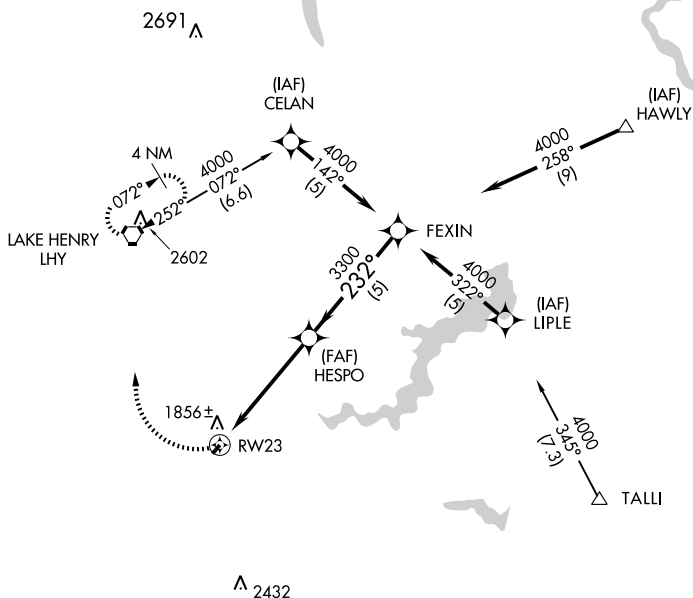 2691
(IAF)
CELAN
(IAF)
HAWLY
4 NM
4000
072°
(6.6)
4000
142°
(5)
4000
258°
(9)
072°
252°
LAKE HENRY
LHY
2602
FEXIN
3300
232°
(5)
4000
322°
(5)
(IAF)
LIPLE
(FAF)
HESPO
1856±
RW23
4000
345°
(7.3)
TALLI
2432